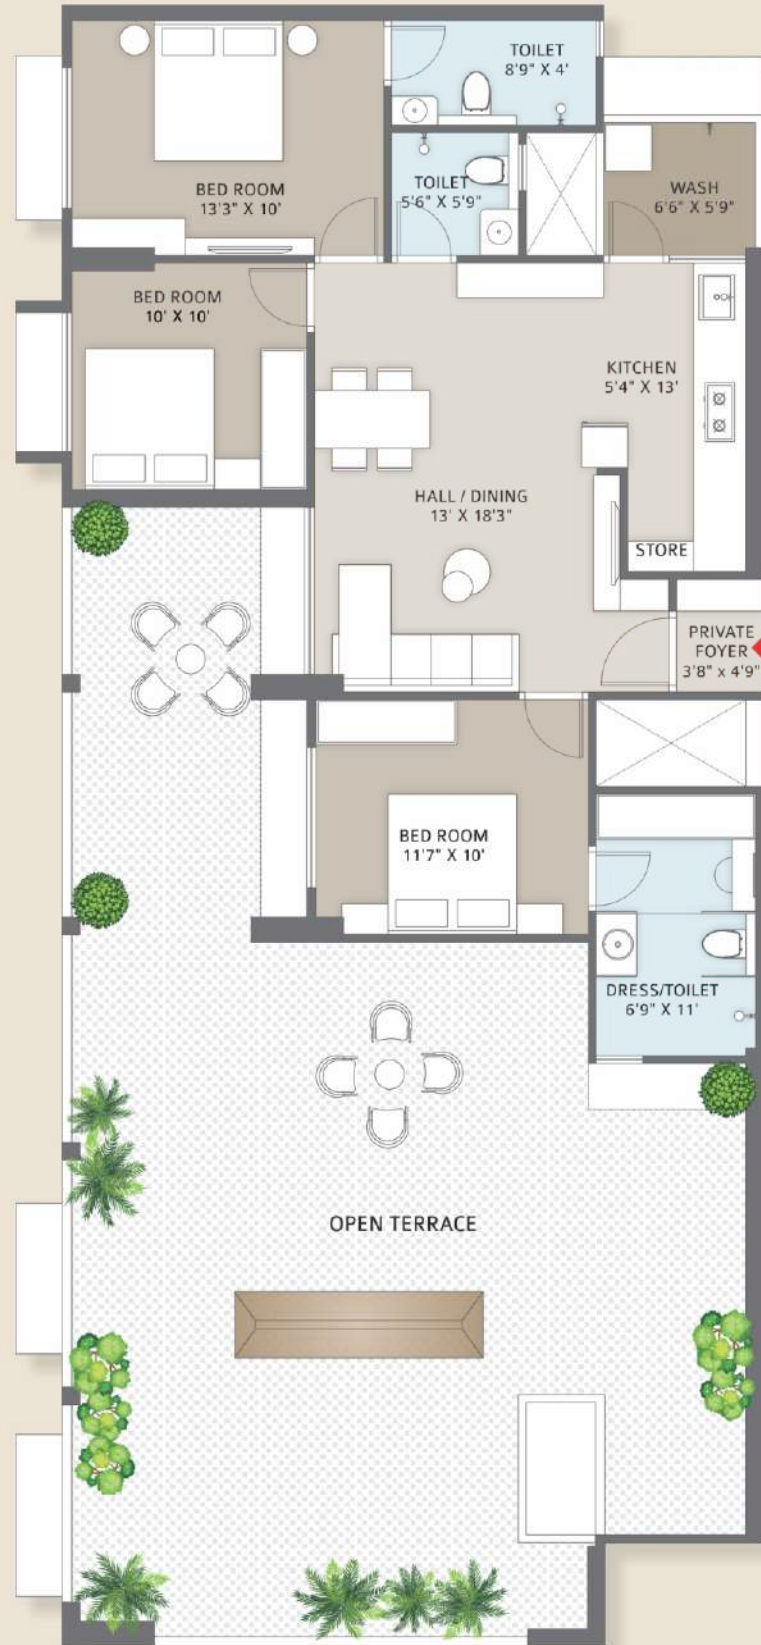 TOILET
8'9" X 4'
TOILET
5'6" X 5'9"
BED ROOM
13'3" X 10'
WASH
6'6" X 5'9"
BED ROOM
10' X 10'
KITCHEN
5'4" X 13'
HALL / DINING
13' X 18'3"
STORE
PRIVATE
FOYER
3'8" x 4'9"
BED ROOM
11'7" X 10'
DRESS/TOILET
6'9" X 11'
OPEN TERRACE